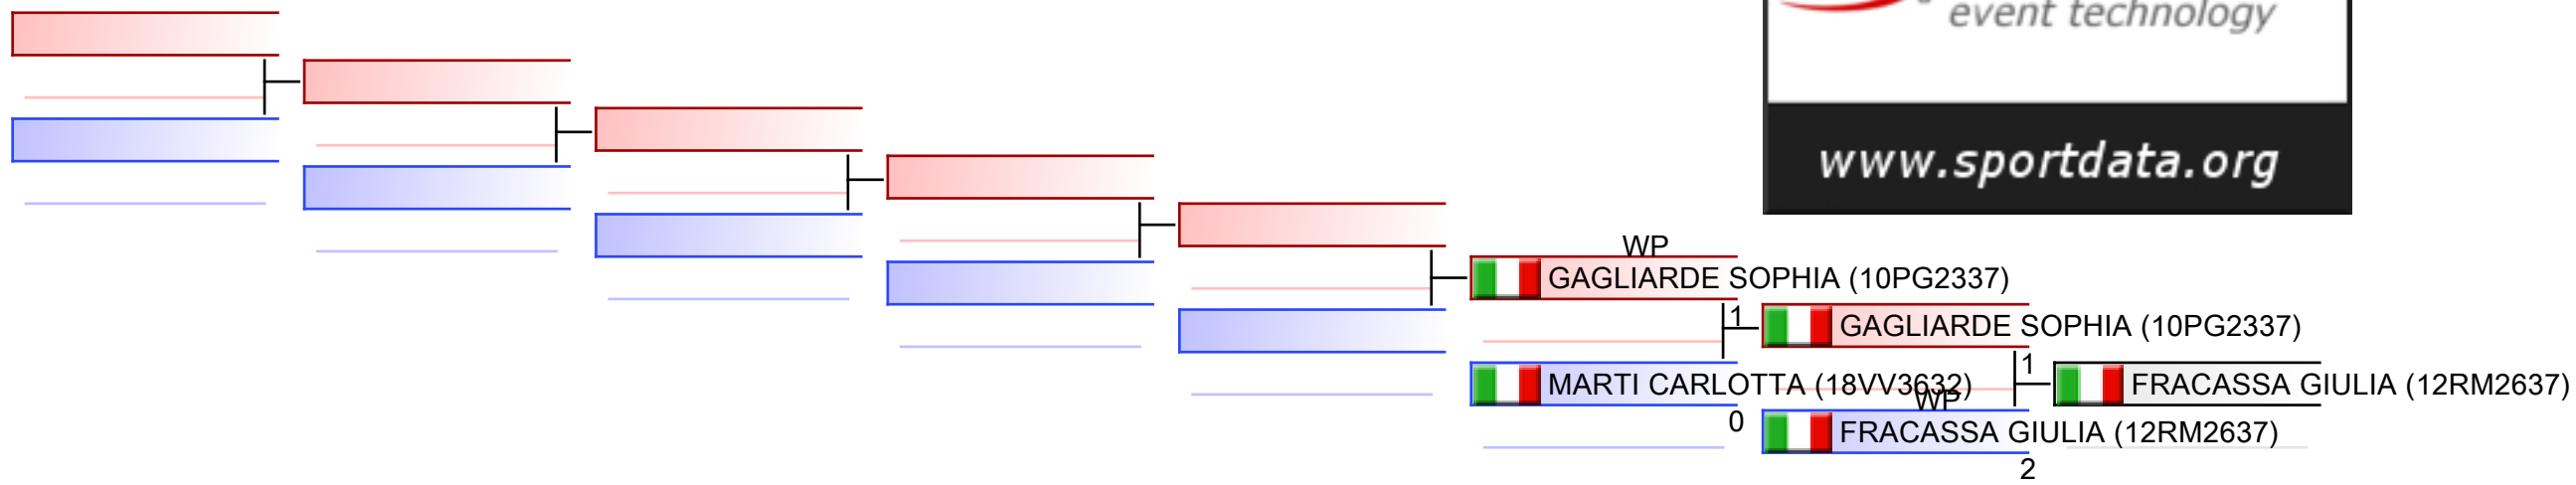 event technology
www.sportdata.org
WP
GAGLIARDE SOPHIA (10PG2337)
1
GAGLIARDE SOPHIA (10PG2337)
1
MARTI CARLOTTA (18VV3632)
FRACASSA GIULIA (12RM2637)
WP
0
FRACASSA GIULIA (12RM2637)
2